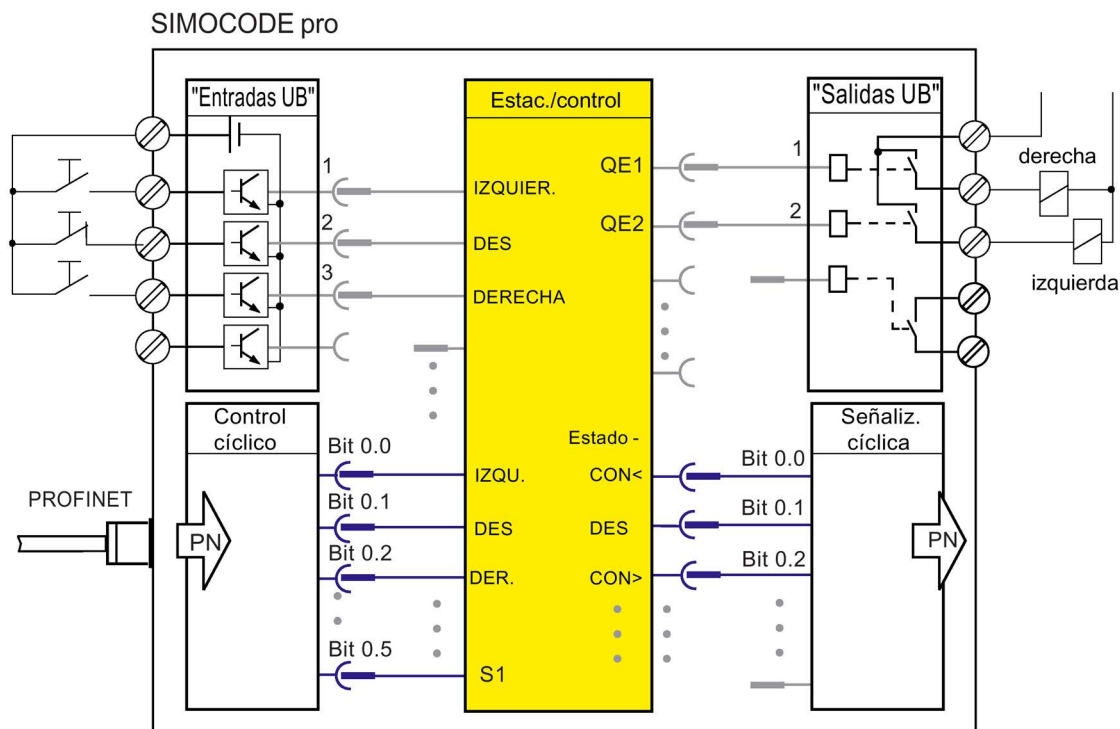 SIMOCODE pro
"Entradas UB"
1
2
3
Estac./control
IZQUIER.
DES
DERECHA
QE1
QE2
"Salidas UB"
1
2
derecha
izquierda
Control
cíclico
PROFINET
PN
Bit 0.0
Bit 0.1
Bit 0.2
Bit 0.5
IZQU.
DES
DER.
S1
Estado -
CON<
DES
CON>
Bit 0.0
Bit 0.1
Bit 0.2
Señaliz.
cíclica
PN